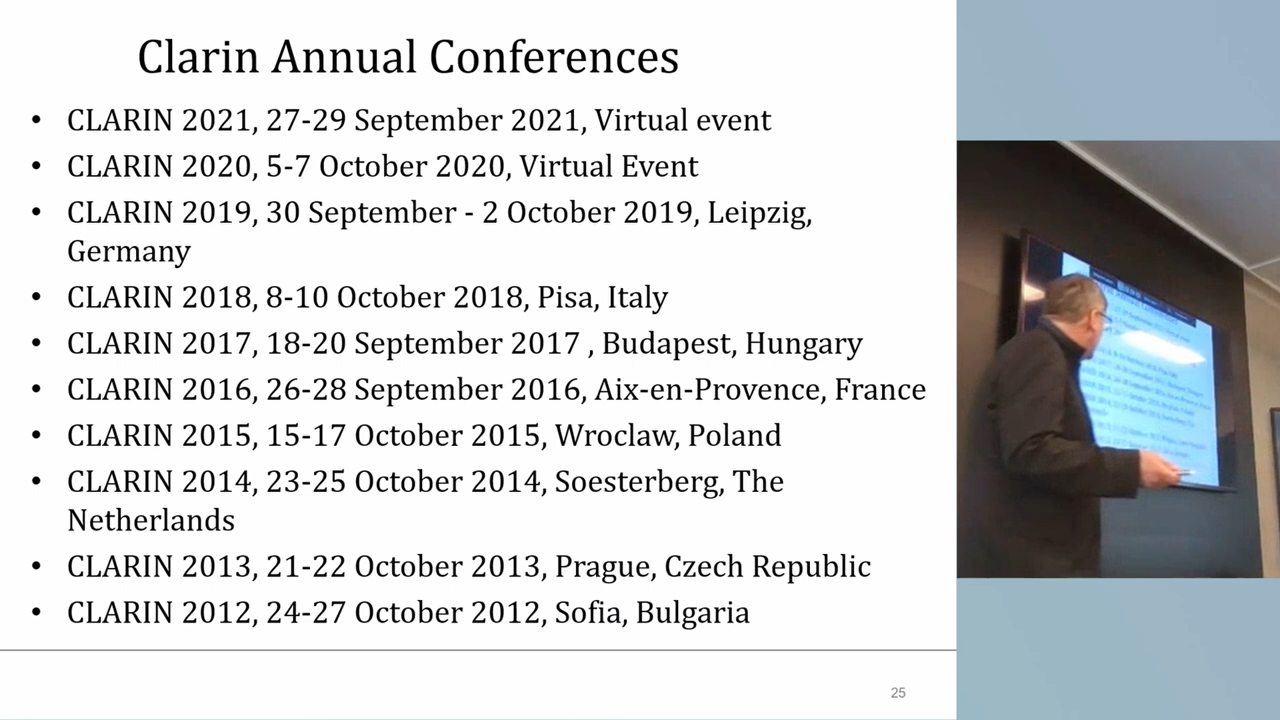 Clarin Annual Conferences
• CLARIN 2021, 27-29 September 2021, Virtual event
• CLARIN 2020, 5-7 October 2020, Virtual Event
• CLARIN 2019, 30 September - 2 October 2019, Leipzig,
Germany
• CLARIN 2018, 8-10 October 2018, Pisa, Italy
• CLARIN 2017, 18-20 September 2017 , Budapest, Hungary
• CLARIN 2016, 26-28 September 2016, Aix-en-Provence, France
• CLARIN 2015, 15-17 October 2015, Wroclaw, Poland
• CLARIN 2014, 23-25 October 2014, Soesterberg, The
Netherlands
• CLARIN 2013, 21-22 October 2013, Prague, Czech Republic
• CLARIN 2012, 24-27 October 2012, Sofia, Bulgaria
25